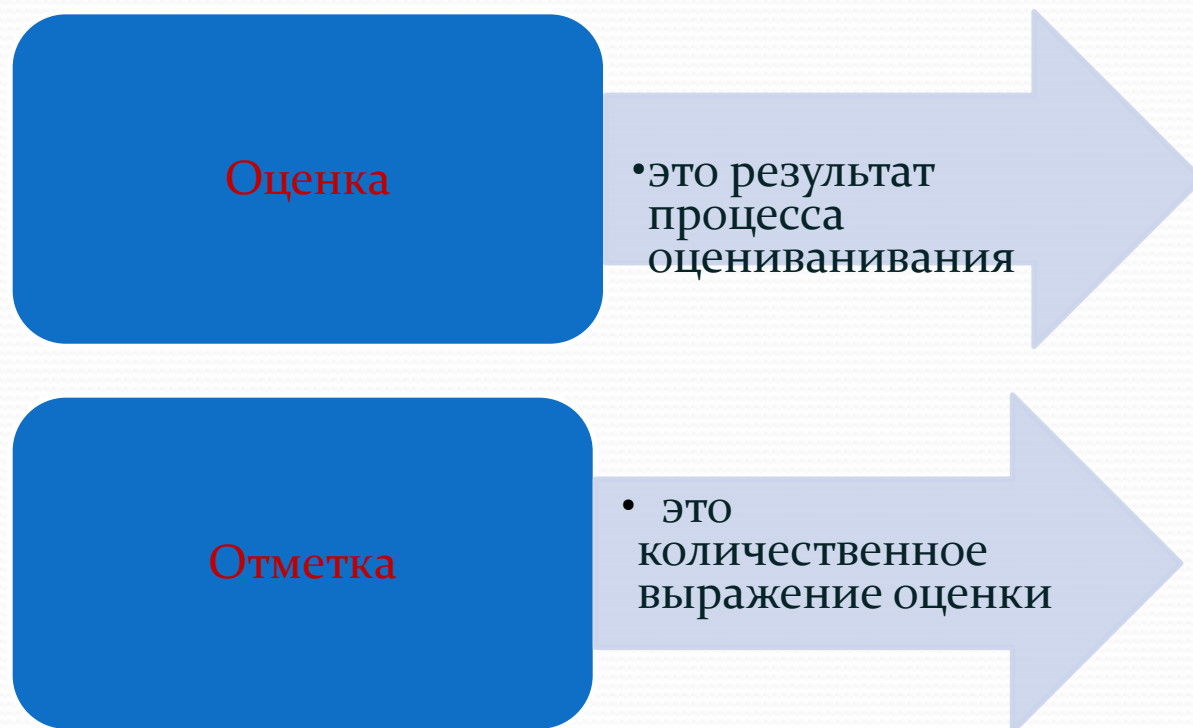 Оценка
•это результат
процесса
оцениванивания
Отметка
• это
количественное
выражение оценки